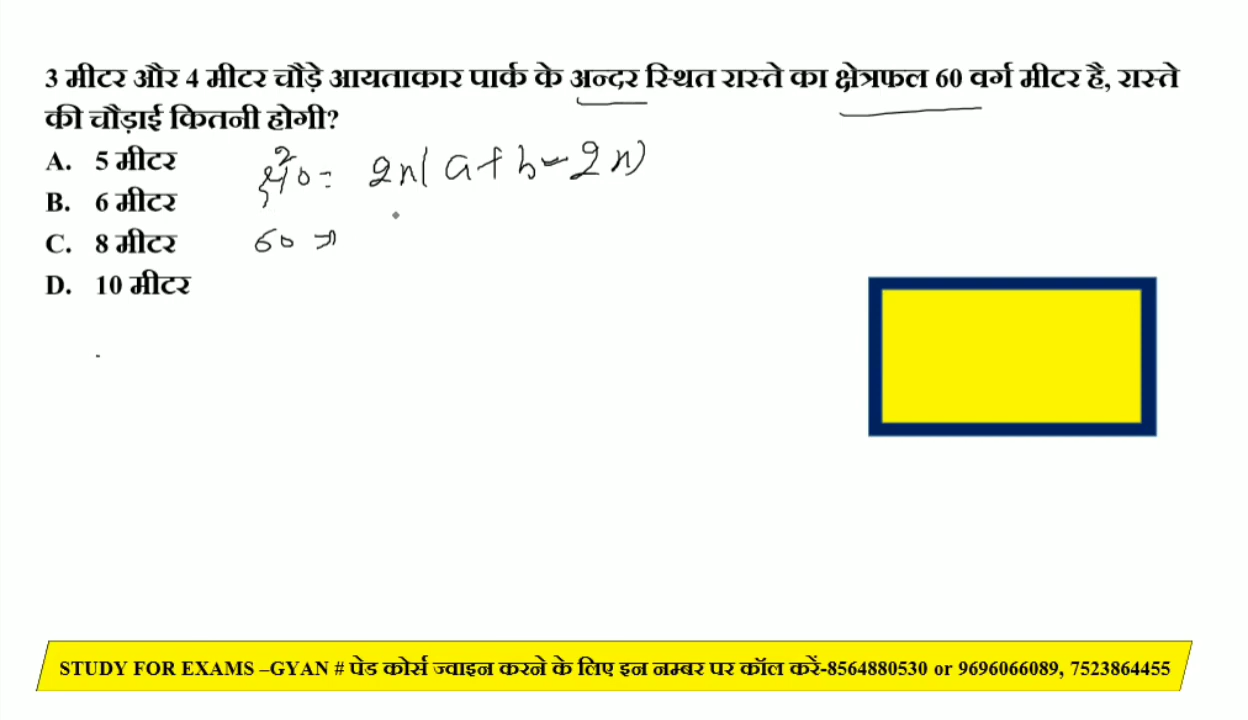 3 मीटर और 4 मीटर चौड़े आयताकार पार्क के अन्दर स्थित रास्ते का क्षेत्रफल 60 वर्ग मीटर है, रास्ते
की चौड़ाई कितनी होगी?
A. 5 मीटर
B. 6 मीटर
C. 8 मीटर
D. 10 मीटर
= 2x(a+b-2x)
60 =
STUDY FOR EXAMS –GYAN # पेड कोर्स ज्वाइन करने के लिए इन नम्बर पर कॉल करें-8564880530 or 9696066089, 7523864455